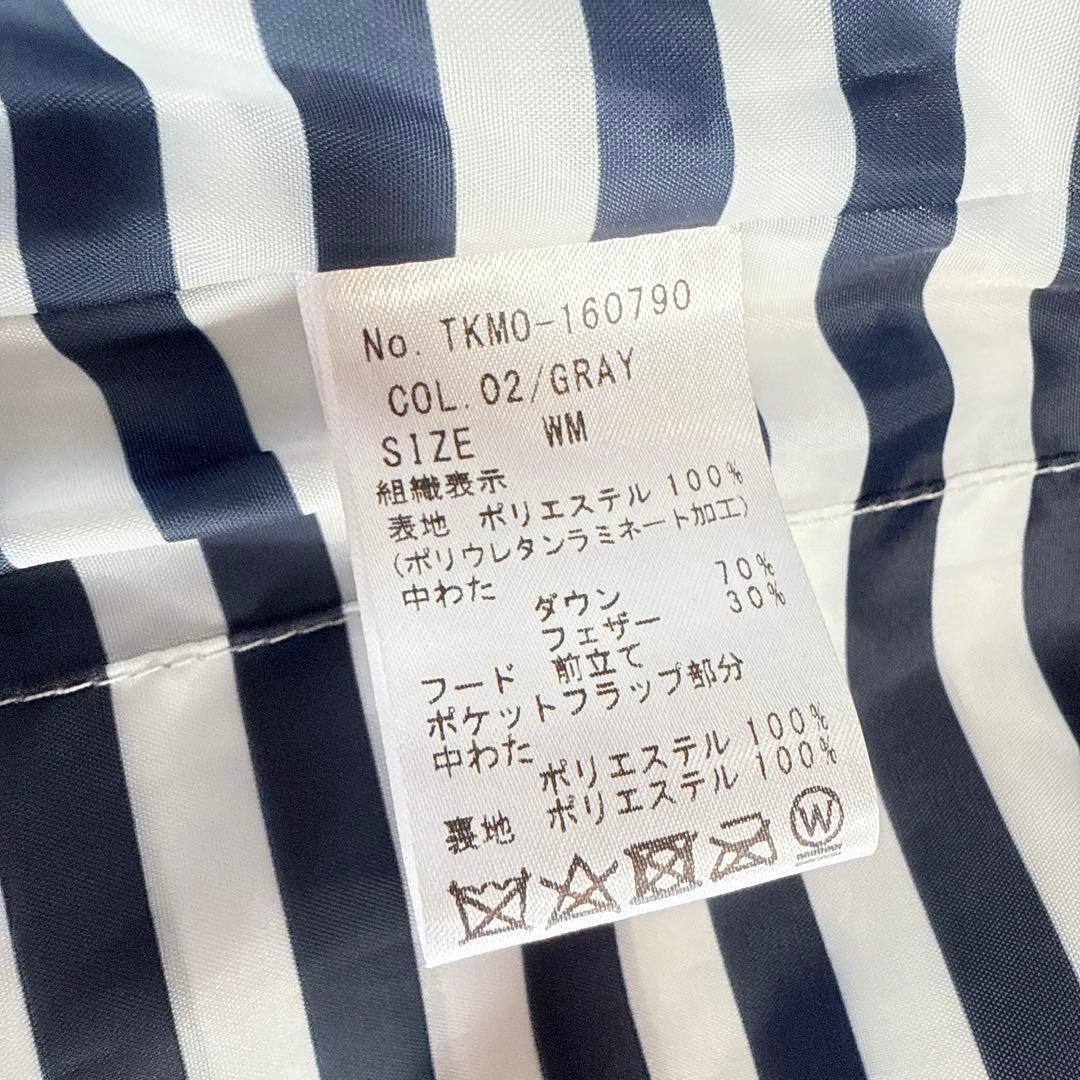 No. TKMO-160790
COL. 02/GRAY
SIZE WM
組織表示
表地 ポリエステル 100%
(ポリウレタンラミネート加工)
中わた
ダウン 70%
フェザー 30%
フード 前立て
ポケットフラップ部分
中わた
ポリエステル 100%
裏地 ポリエステル 100%
W